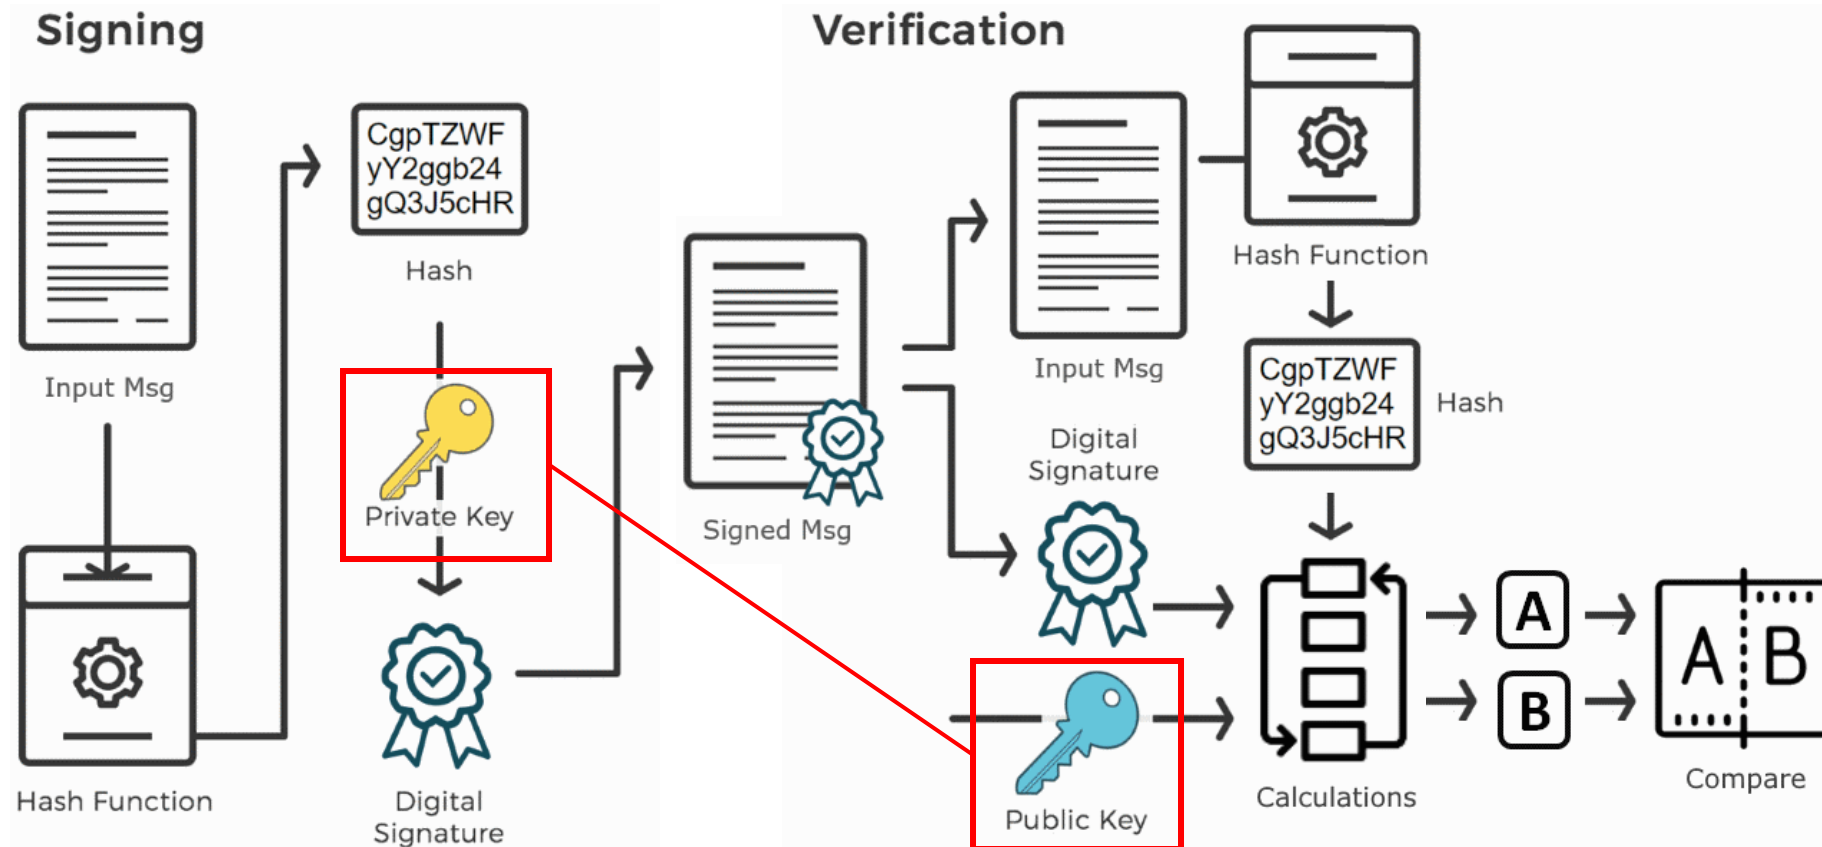 Signing
Input Msg
Hash Function
CgpTZWF
yY2ggb24
gQ3J5cHR
Hash
Private Key
Digital
Signature
Signed Msg
Verification
Input Msg
Hash Function
CgpTZWF
yY2ggb24
gQ3J5cHR
Hash
Digital
Signature
Public Key
Calculations
A
B
A B
Compare